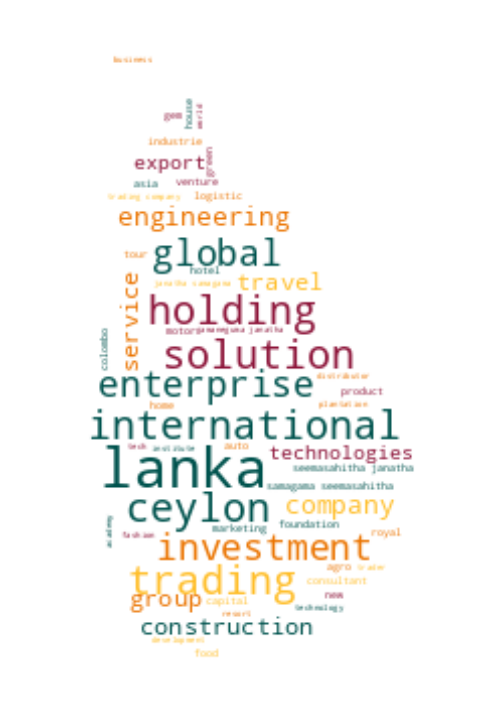 business
gem
house
world
industrie
export
green
asia
venture
trading company
logistic
engineering
tour
global
hotel
janatha samagana
travel
service
holding
motor
gamameguma janatha
colombo
solution
enterprise
distributor
product
home
plantation
international
tech
institute
auto
technologies
lanka
seemasahitha janatha
samagama seemasahitha
ceylon
company
academy
marketing
foundation
fashion
royal
investment
agro
trader
trading
consultant
group
capital
new
technology
resort
construction
development
food